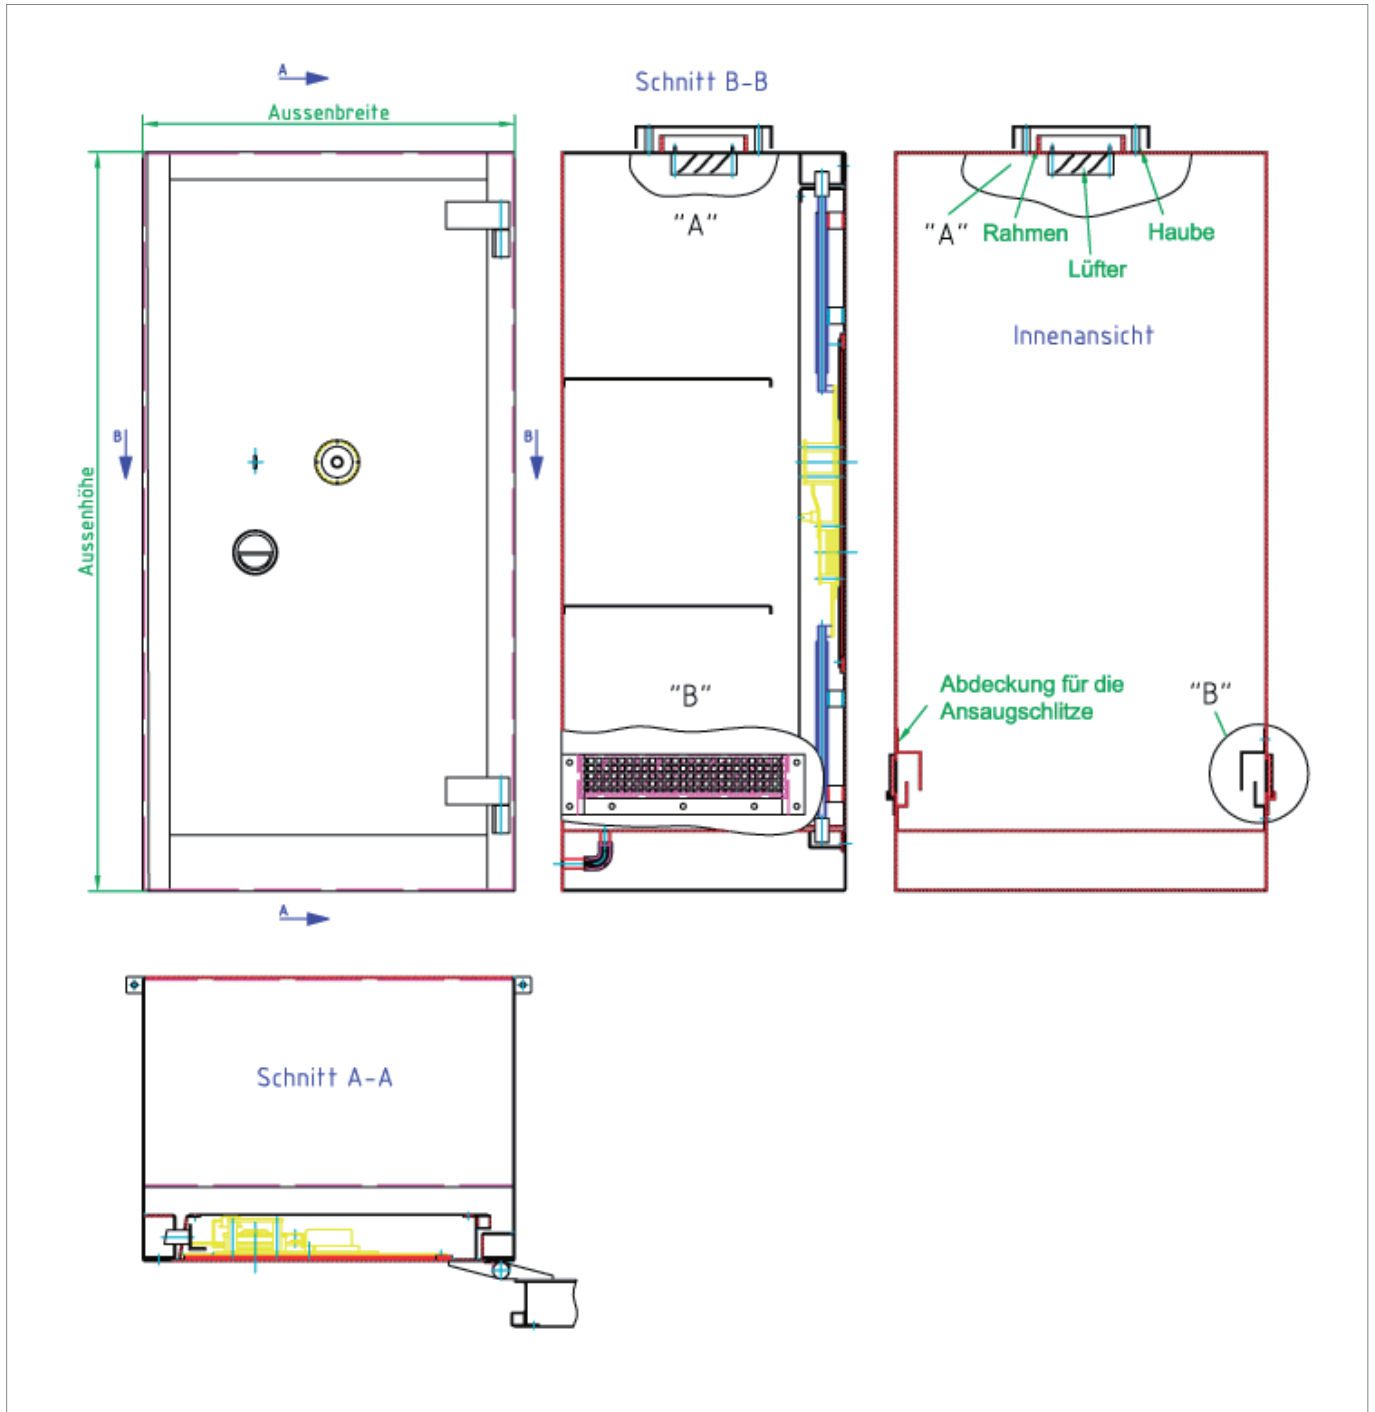 A
Schnitt B-B
Aussenbreite
"A"
"A"
Rahmen
Haube
Lüfter
Innenansicht
B
B
Aussenhöhe
"B"
Abdeckung für die
Ansaugschlitze
"B"
A
Schnitt A-A